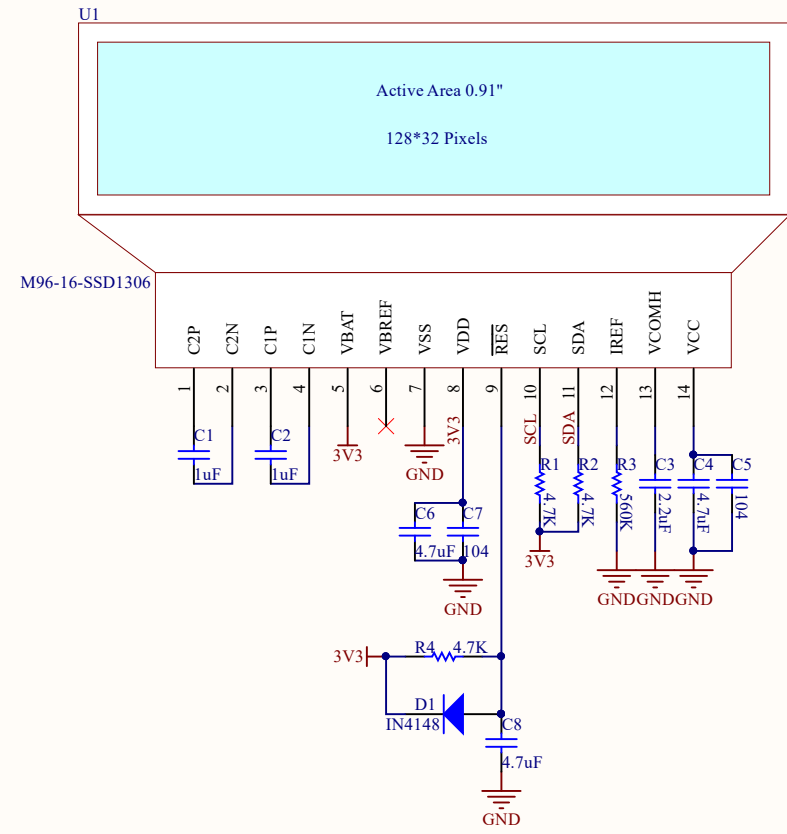 U1
Active Area 0.91"
128*32 Pixels
M96-16-SSD1306
C2P
C2N
C1P
C1N
VBAT
VBREF
VSS
VDD
RES
SCL
SDA
IREF
VCOMH
VCC
1
2
3
4
5
6
7
8
9
10
11
12
13
14
C1
1uF
C2
1uF
3V3
GND
3V3
SCL
SDA
R1
4.7K
R2
4.7K
R3
560K
C3
2.2uF
C4
4.7uF
C5
104
C6
4.7uF
C7
104
GND
3V3
GND
GND
GND
3V3
R4
4.7K
D1
IN4148
C8
4.7uF
GND